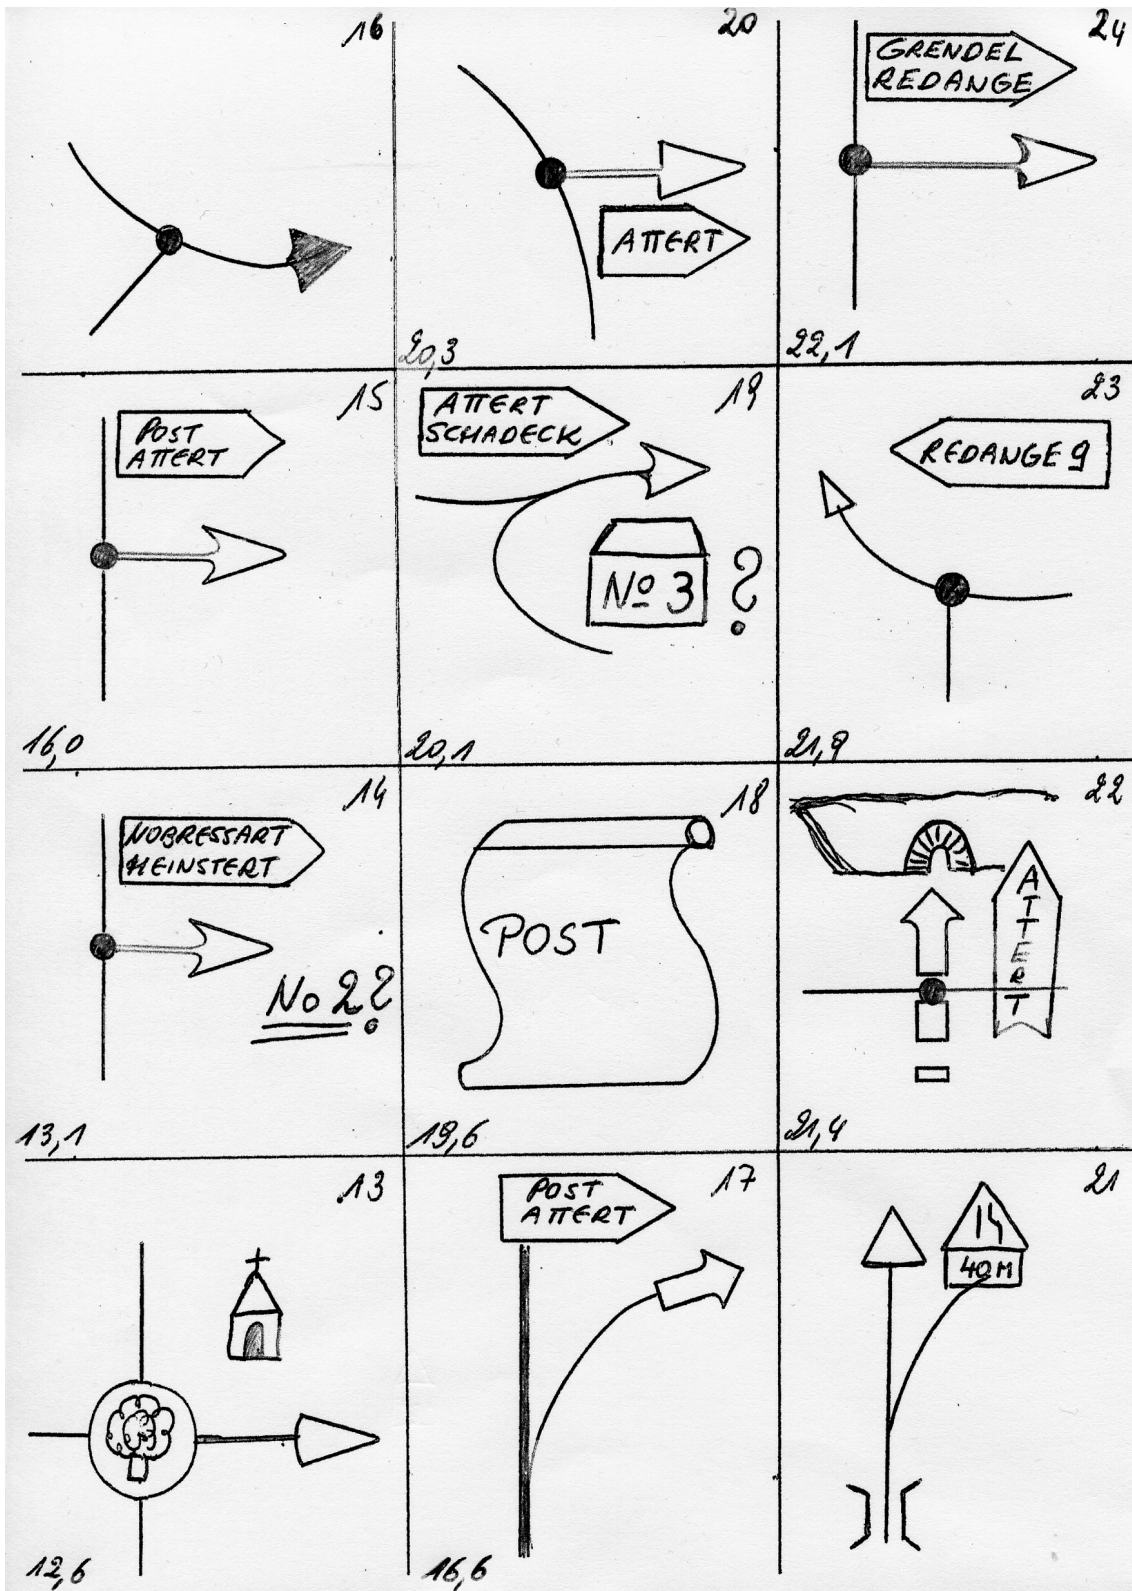 16
20
20,3
24
GRENDEL
REDANGE
ATTERT
22,1
15
POST
ATTERT
16,0
19
ATTERT
SCHADECK
No 3 ?
20,1
23
REDANGE 9
21,9
14
NOBRESSART
HEINSTERT
No 2?
13,1
18
POST
19,6
22
ATTERT
21,4
13
12,6
17
POST
ATTERT
16,6
21
40M